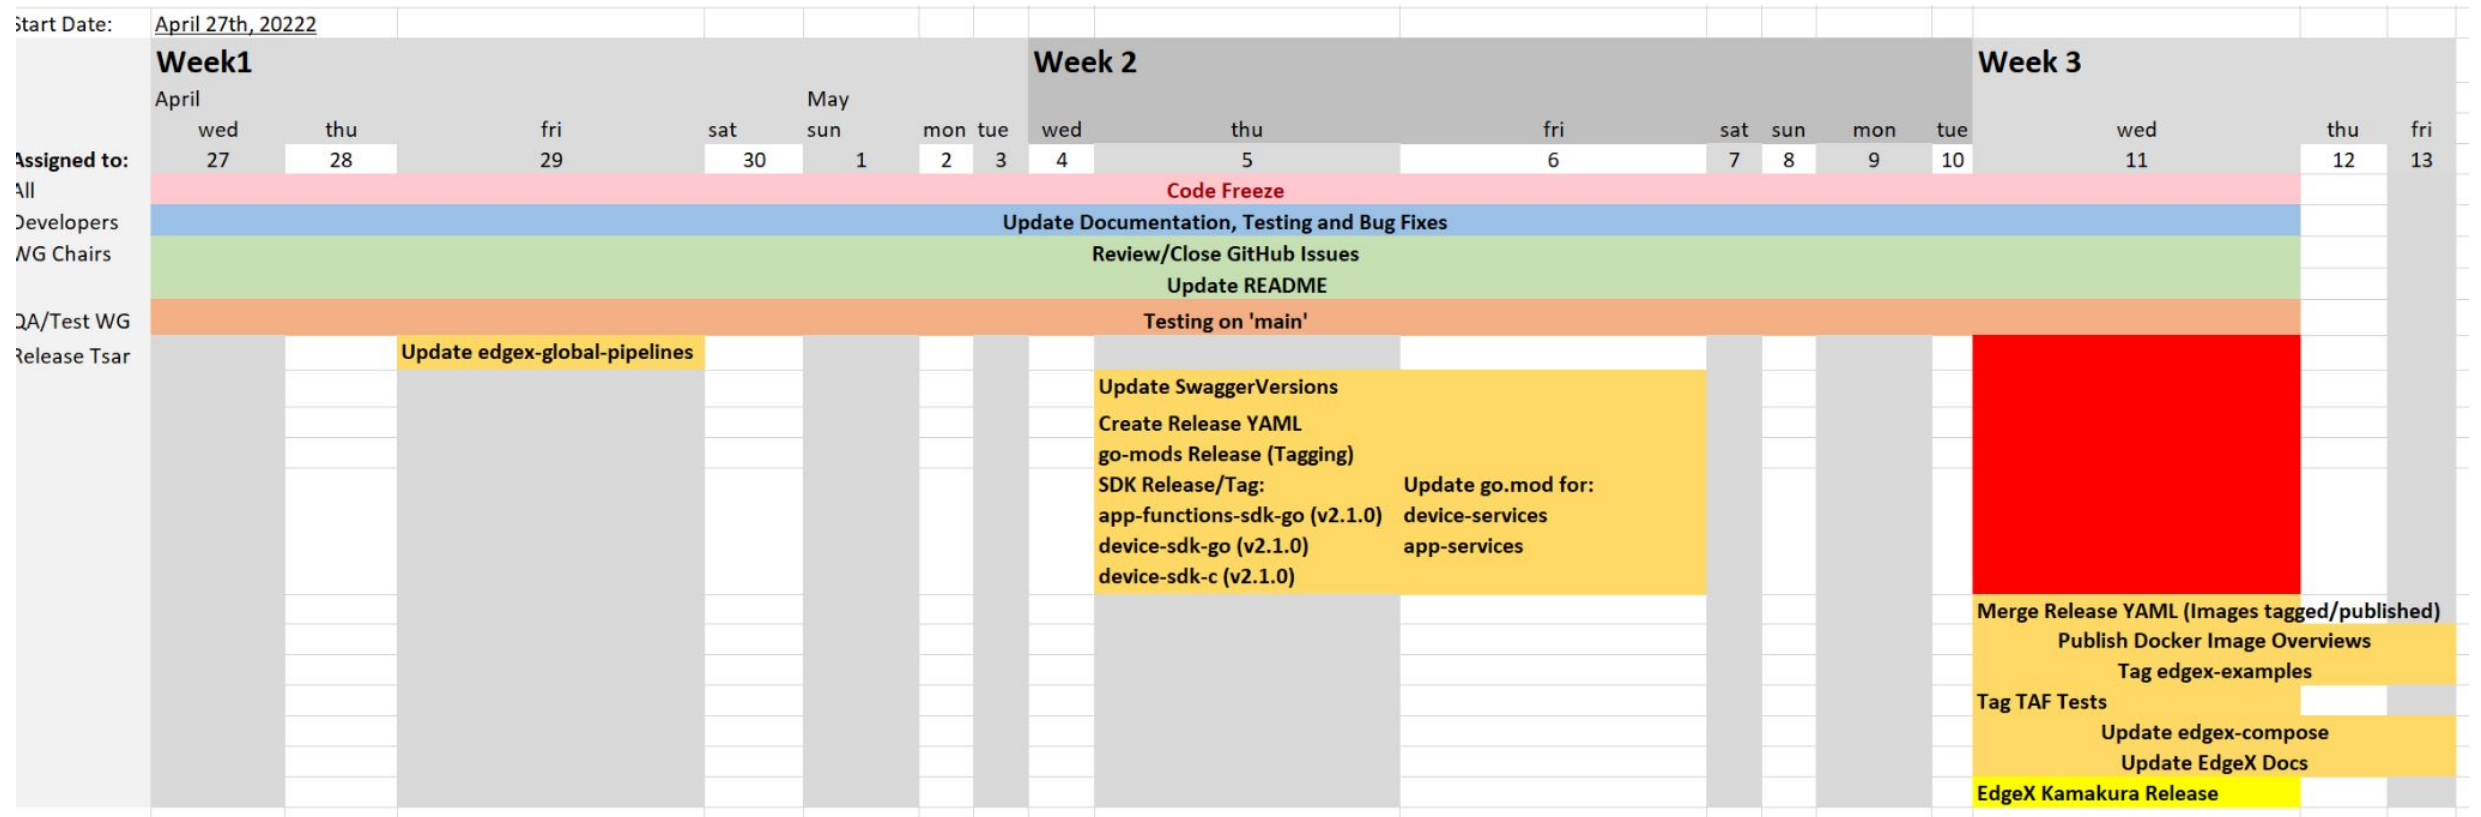 Start Date: April 27th, 20222
Week1 Week 2 Week 3
April May
wed thu fri sat sun mon tue wed thu fri sat sun mon tue wed thu fri
Assigned to: 27 28 29 30 1 2 3 4 5 6 7 8 9 10 11 12 13
All Code Freeze
Developers Update Documentation, Testing and Bug Fixes
WG Chairs Review/Close GitHub Issues
Update README
QA/Test WG Testing on 'main'
Release Tsar Update edgex-global-pipelines
Update SwaggerVersions
Create Release YAML
go-mods Release (Tagging)
SDK Release/Tag: Update go.mod for:
app-functions-sdk-go (v2.1.0) device-services
device-sdk-go (v2.1.0) app-services
device-sdk-c (v2.1.0)
Merge Release YAML (Images tagged/published)
Publish Docker Image Overviews
Tag edgex-examples
Tag TAF Tests
Update edgex-compose
Update EdgeX Docs
EdgeX Kamakura Release